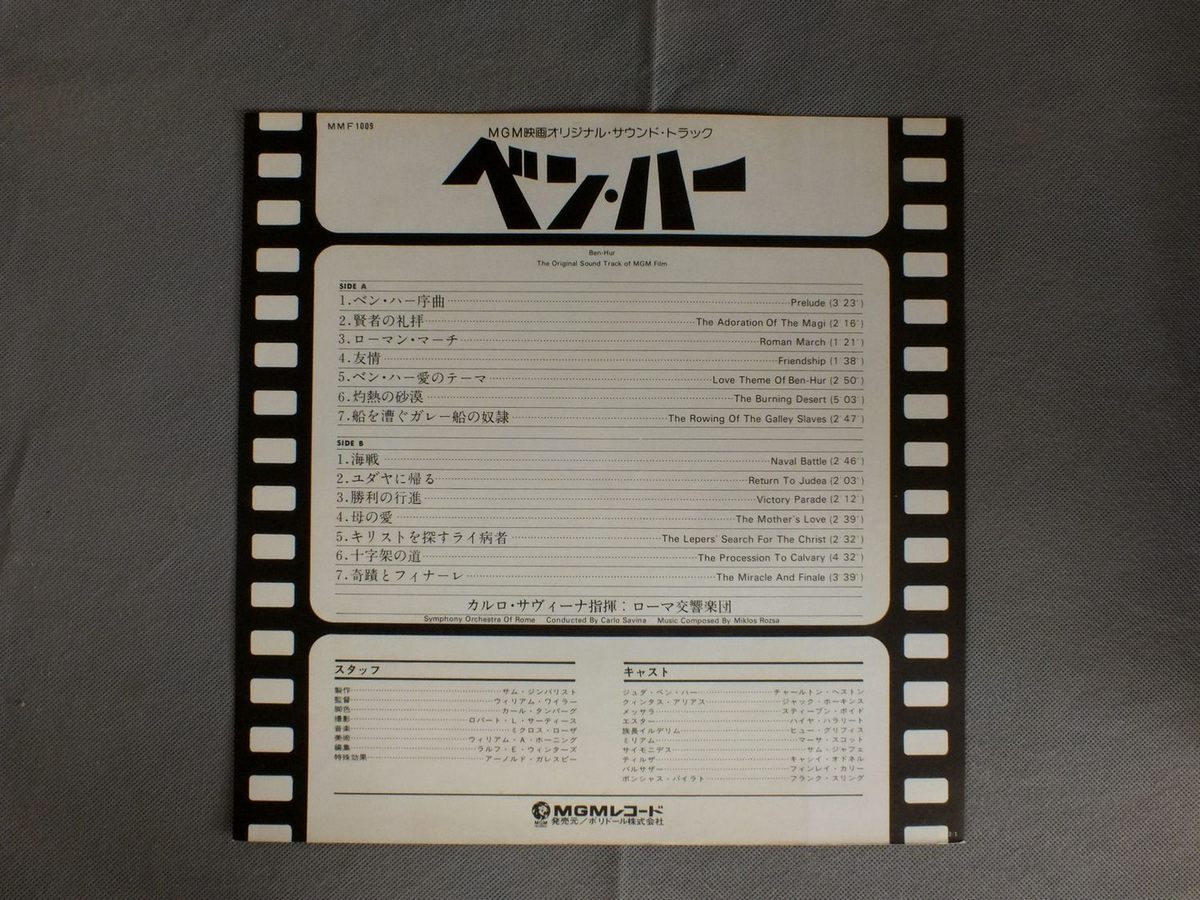 MMF1009
MGM映画オリジナル・サウンド・トラック
ベン・ハー
Ben-Hur
The Original Sound Track of MGM Film
SIDE A
1.ベン・ハー序曲 Prelude (3′23″)
2.賢者の礼拝 The Adoration Of The Magi (2′16″)
3.ローマン・マーチ Roman March (1′21″)
4.友情 Friendship (1′38″)
5.ベン・ハー愛のテーマ Love Theme Of Ben-Hur (2′50″)
6.灼熱の砂漠 The Burning Desert (5′03″)
7.船を漕ぐガレー船の奴隷 The Rowing Of The Galley Slaves (2′47″)
SIDE B
1.海戦 Naval Battle (2′46″)
2.ユダヤに帰る Return To Judea (2′03″)
3.勝利の行進 Victory Parade (2′12″)
4.母の愛 The Mother's Love (2′39″)
5.キリストを探すライ病者 The Lepers' Search For The Christ (2′32″)
6.十字架の道 The Procession To Calvary (4′32″)
7.奇蹟とフィナーレ The Miracle And Finale (3′39″)
カルロ・サヴィーナ指揮：ローマ交響楽団
Symphony Orchestra Of Rome Conducted By Carlo Savina Music Composed By Miklos Rozsa
スタッフ
製作 サム・ジンバリスト
監督 ウィリアム・ワイラー
脚色 カール・タンバーグ
撮影 ロバート・L・サーティース
音楽 ミクロス・ローザ
美術 ウィリアム・A・ホーニング
編集 ラルフ・E・ウィンターズ
特殊効果 アーノルド・ガレスピー
キャスト
ジュダ・ベン・ハー チャールトン・ヘストン
クィンタス・アリアス ジャック・ホーキンス
メッサラ スティーブン・ボイド
エスター ハイヤ・ハラリート
族長イルデリム ヒュー・グリフィス
ミリアム マーサ・スコット
サイモニデス サム・ジャフェ
ティルザ キャシイ・オドネル
バルサザー フィンレイ・カリー
ポンシャス・パイラト フランク・スリング
MGMレコード
発売元／ポリドール株式会社